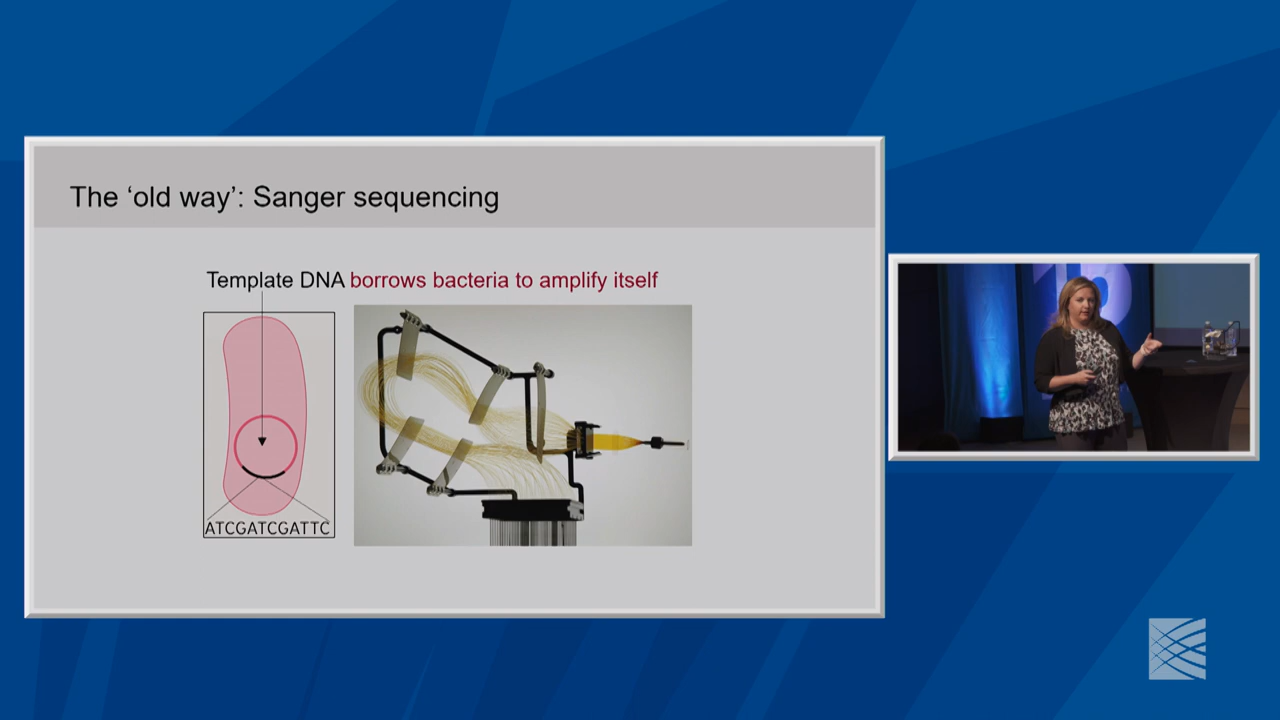 The ‘old way’: Sanger sequencing
Template DNA borrows bacteria to amplify itself
ATCGATCGATTC